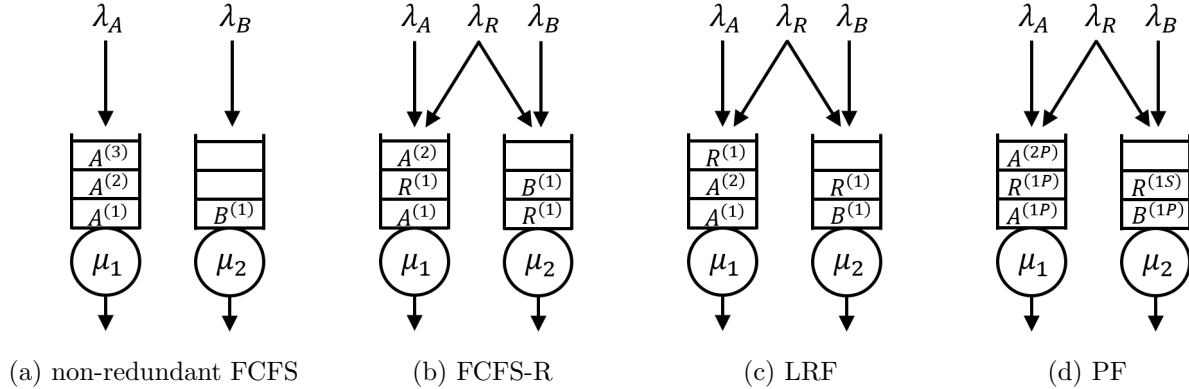 λ_A λ_B
A^(3)
A^(2)
A^(1) B^(1)
μ_1 μ_2
(a) non-redundant FCFS
λ_A λ_R λ_B
A^(2)
R^(1) B^(1)
A^(1) R^(1)
μ_1 μ_2
(b) FCFS-R
λ_A λ_R λ_B
R^(1)
A^(2) R^(1)
A^(1) B^(1)
μ_1 μ_2
(c) LRF
λ_A λ_R λ_B
A^(2P)
R^(1P) R^(1S)
A^(1P) B^(1P)
μ_1 μ_2
(d) PF